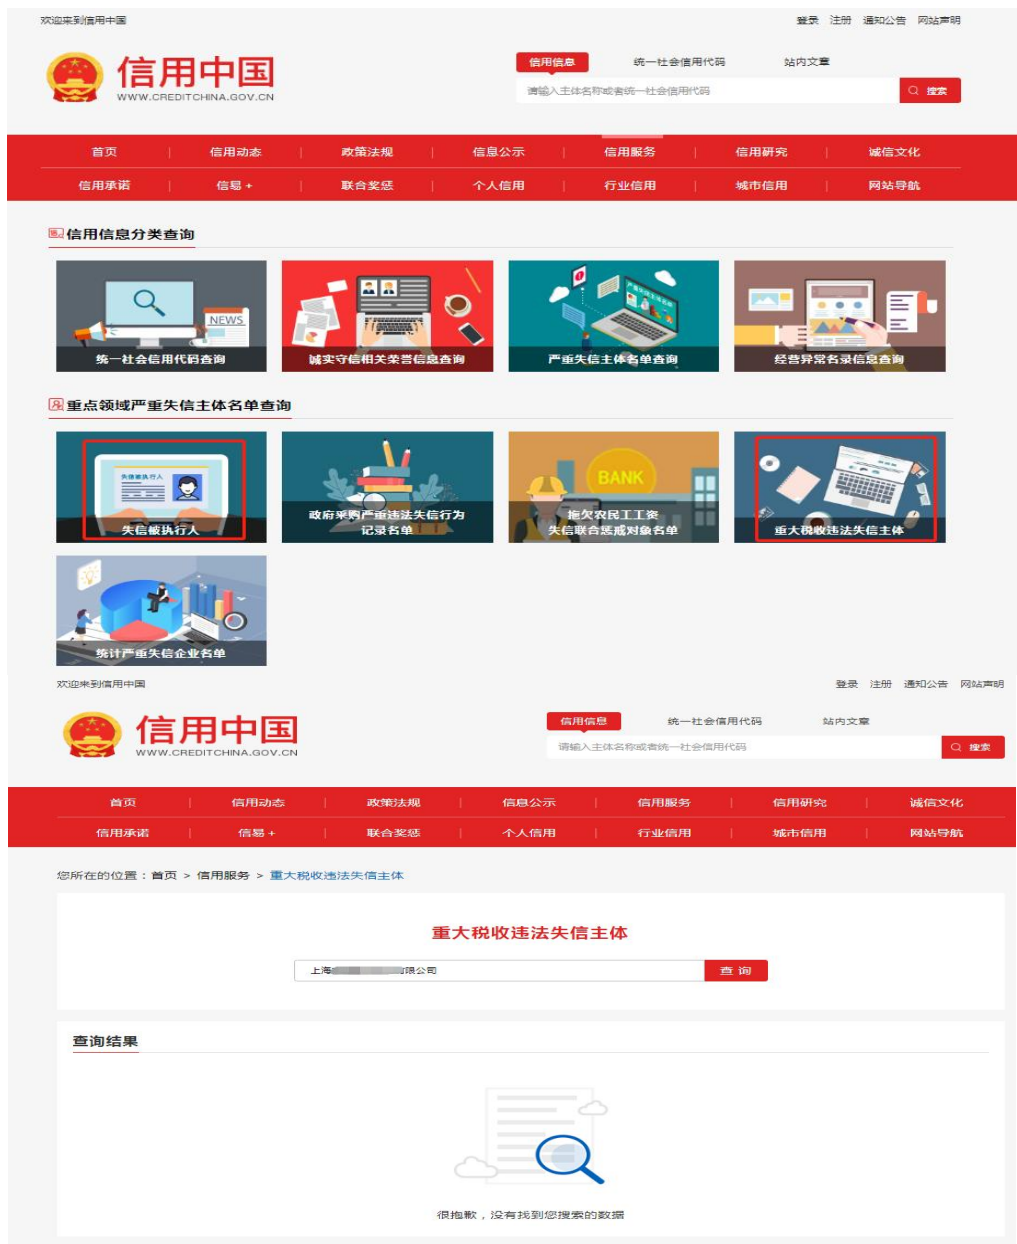 欢迎来到信用中国
登录 注册 通知公告 网站声明
信用中国
WWW.CREDITCHINA.GOV.CN
信用信息 统一社会信用代码 站内文章
请输入主体名称或者统一社会信用代码 搜索
首页 | 信用动态 | 政策法规 | 信息公示 | 信用服务 | 信用研究 | 诚信文化
信用承诺 | 信易 + | 联合奖惩 | 个人信用 | 行业信用 | 城市信用 | 网站导航
信用信息分类查询
NEWS
严重失信主体名单
统一社会信用代码查询
诚实守信相关荣誉信息查询
严重失信主体名单查询
经营异常名录信息查询
重点领域严重失信主体名单查询
失信被执行人
BANK
失信被执行人
政府采购严重违法失信行为
记录名单
拖欠农民工工资
失信联合惩戒对象名单
重大税收违法失信主体
统计严重失信企业名单
欢迎来到信用中国
登录 注册 通知公告 网站声明
信用中国
WWW.CREDITCHINA.GOV.CN
信用信息 统一社会信用代码 站内文章
请输入主体名称或者统一社会信用代码 搜索
首页 | 信用动态 | 政策法规 | 信息公示 | 信用服务 | 信用研究 | 诚信文化
信用承诺 | 信易 + | 联合奖惩 | 个人信用 | 行业信用 | 城市信用 | 网站导航
您所在的位置：首页 > 信用服务 > 重大税收违法失信主体
重大税收违法失信主体
上海 限公司 查询
查询结果
很抱歉，没有找到您搜索的数据